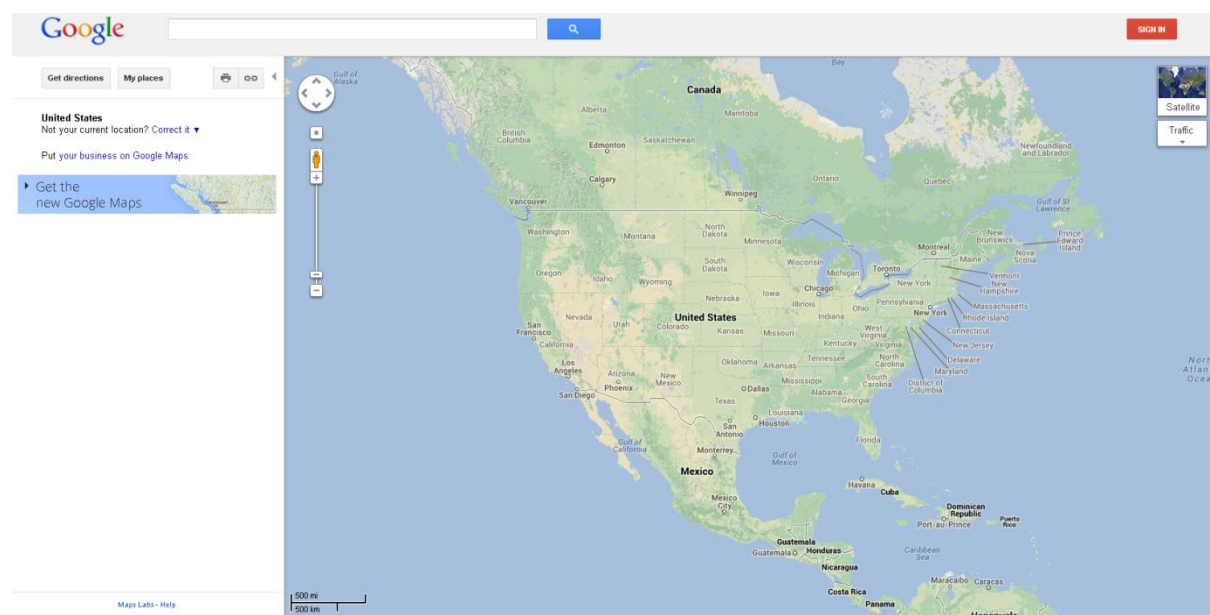 Google
SIGN IN
Get directions
My places
United States
Not your current location? Correct it ▼
Put your business on Google Maps
Get the
new Google Maps
Maps Labs - Help
Satellite
Traffic
500 mi
500 km
Gulf of
Alaska
Bay
Canada
Alberta
Manitoba
British
Columbia
Edmonton
Saskatchewan
Newfoundland
and Labrador
Calgary
Ontario
Quebec
Winnipeg
Vancouver
Gulf of St
Lawrence
Washington
Montana
North
Dakota
Minnesota
Montreal
New
Brunswick
Prince
Edward
Island
Nova
Scotia
Maine
Oregon
Idaho
Wyoming
South
Dakota
Wisconsin
Michigan
Toronto
New York
Vermont
New
Hampshire
Massachusetts
Rhode Island
Connecticut
New Jersey
Delaware
Maryland
District of
Columbia
Nebraska
Iowa
Chicago
Illinois
Indiana
Ohio
Pennsylvania
New York
United States
Nevada
Utah
Colorado
Kansas
Missouri
West
Virginia
Kentucky
Virginia
San
Francisco
California
Los
Angeles
San Diego
Arizona
Phoenix
New
Mexico
Oklahoma
Arkansas
Tennessee
North
Carolina
South
Carolina
Mississippi
Alabama
Georgia
Dallas
Texas
Louisiana
Houston
San
Antonio
Florida
Gulf of
California
Monterrey
Gulf of
Mexico
Mexico
Mexico
City
Havana
Cuba
Dominican
Republic
Port-au-Prince
Puerto
Rico
Guatemala
Guatemala
Honduras
Nicaragua
Caribbean
Sea
Costa Rica
Panama
Maracaibo
Caracas
Venezuela
Nort
Atlan
Ocea